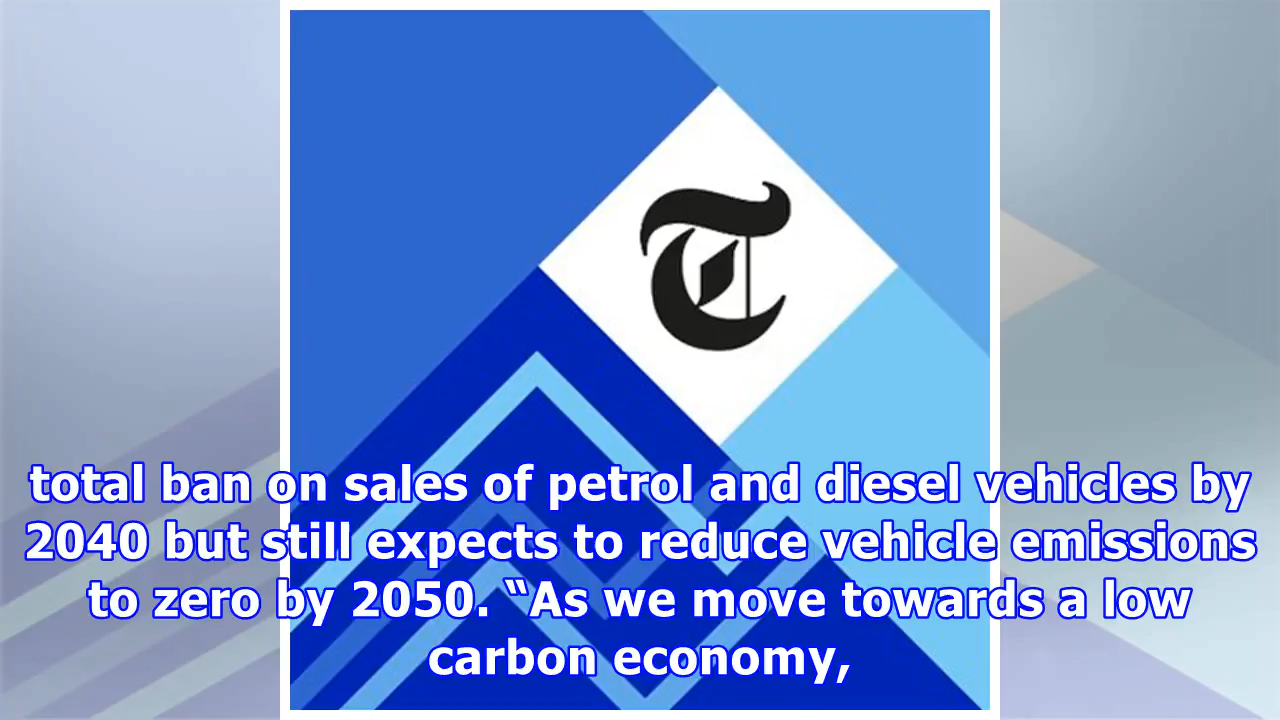 T
total ban on sales of petrol and diesel vehicles by
2040 but still expects to reduce vehicle emissions
to zero by 2050. “As we move towards a low
carbon economy,